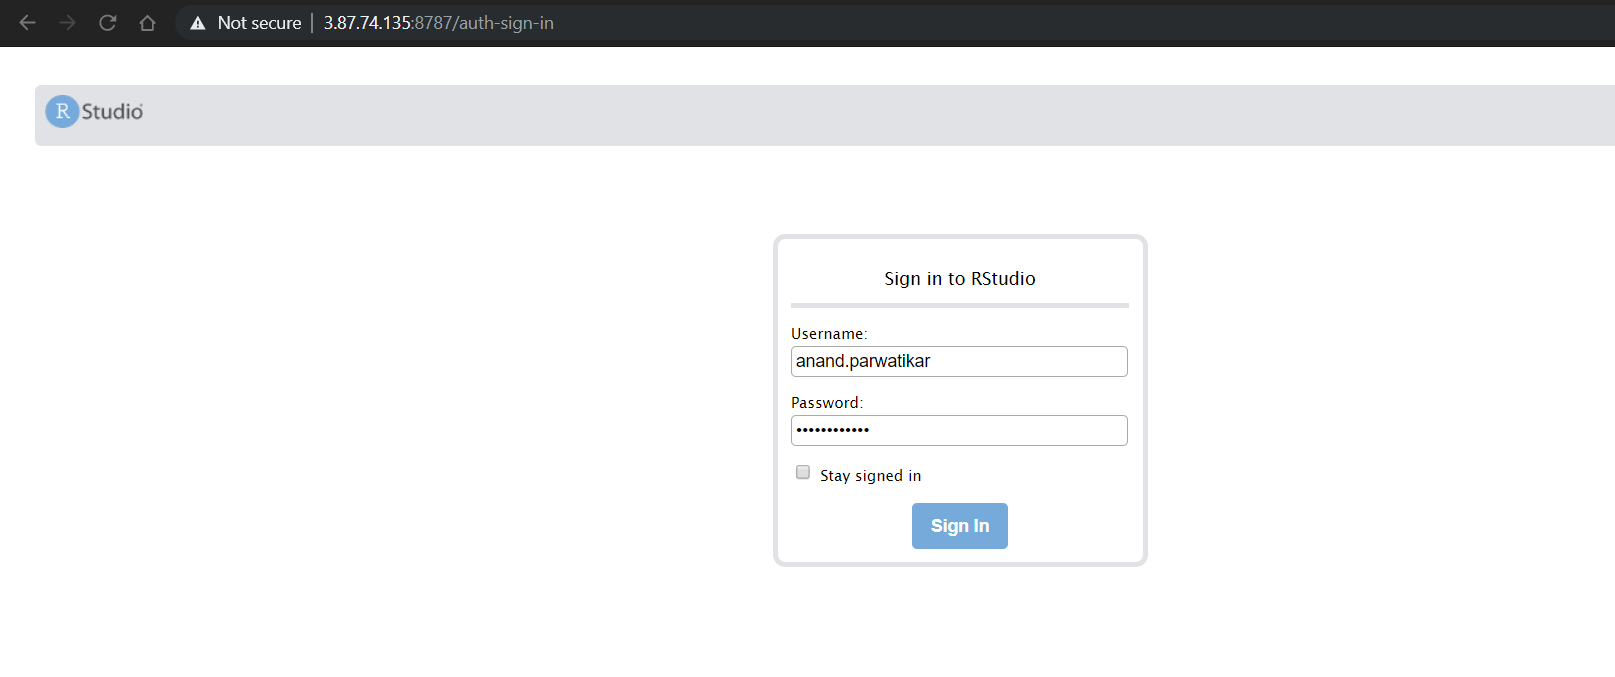 Not secure | 3.87.74.135:8787/auth-sign-in
R Studio
Sign in to RStudio
Username:
anand.parwatikar
Password:
••••••••••••
Stay signed in
Sign In